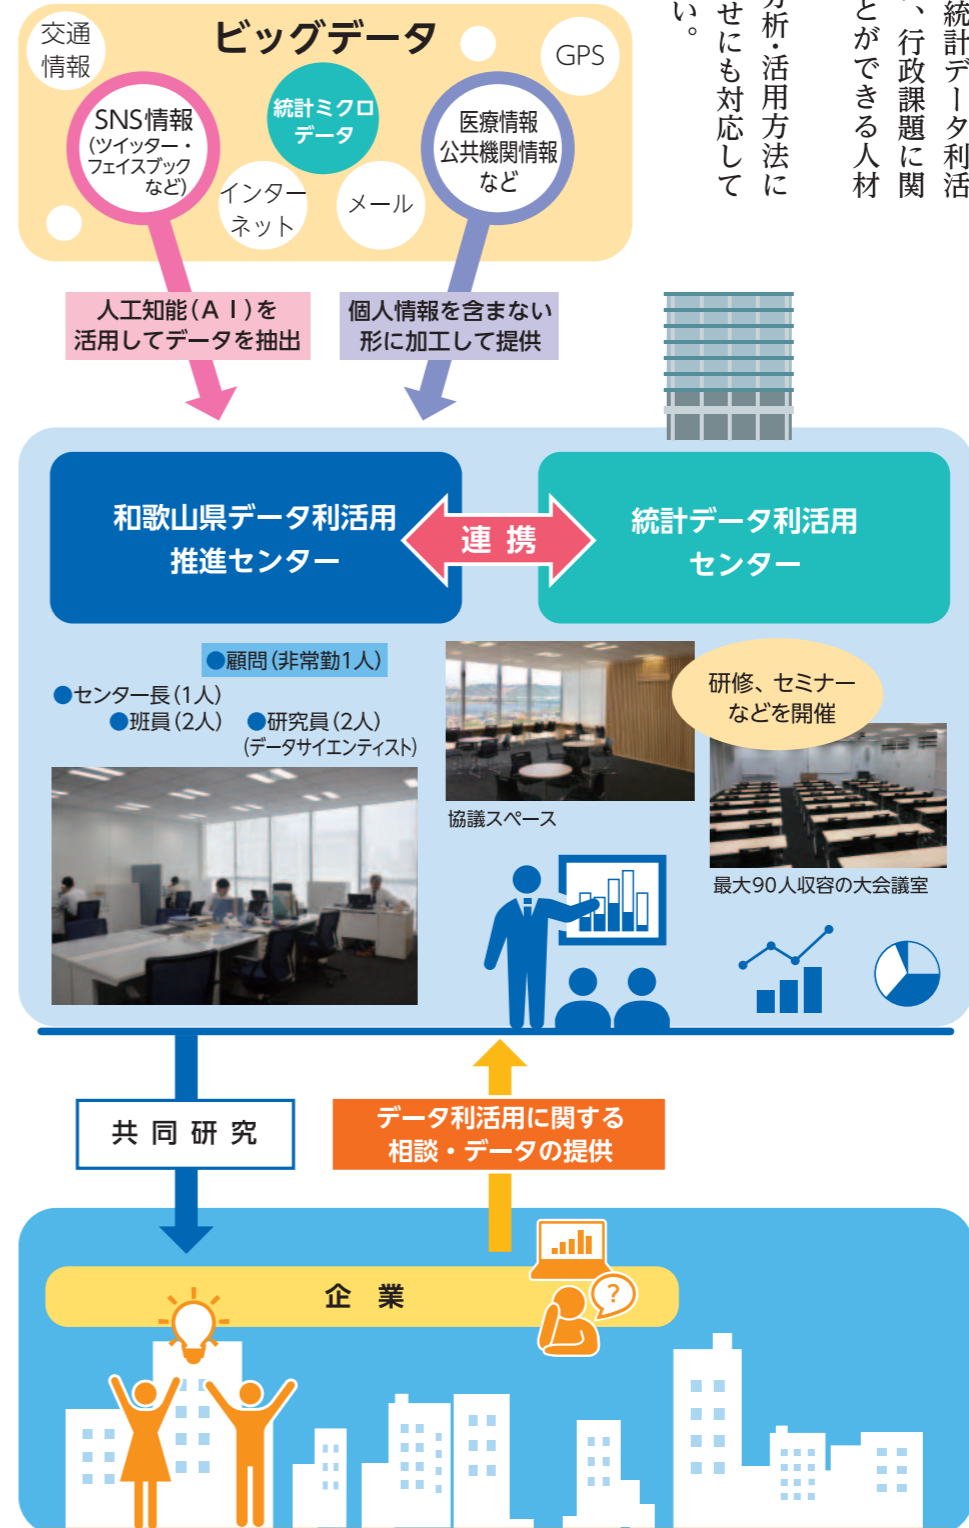 統計データ利活
、行政課題に関
とができる人材
分析・活用方法に
せにも対応して
い。
ビッグデータ
交通
情報
GPS
SNS情報
(ツイッター・
フェイスブック
など)
統計ミクロ
データ
医療情報
公共機関情報
など
インター
ネット
メール
人工知能(AI)を
活用してデータを抽出
個人情報を含まない
形に加工して提供
和歌山県データ利活用
推進センター
連携
統計データ利活用
センター
●顧問(非常勤1人)
●センター長(1人)
●班員(2人) ●研究員(2人)
(データサイエンティスト)
研修、セミナー
などを開催
協議スペース
最大90人収容の大会議室
共同研究
データ利活用に関する
相談・データの提供
企業
?